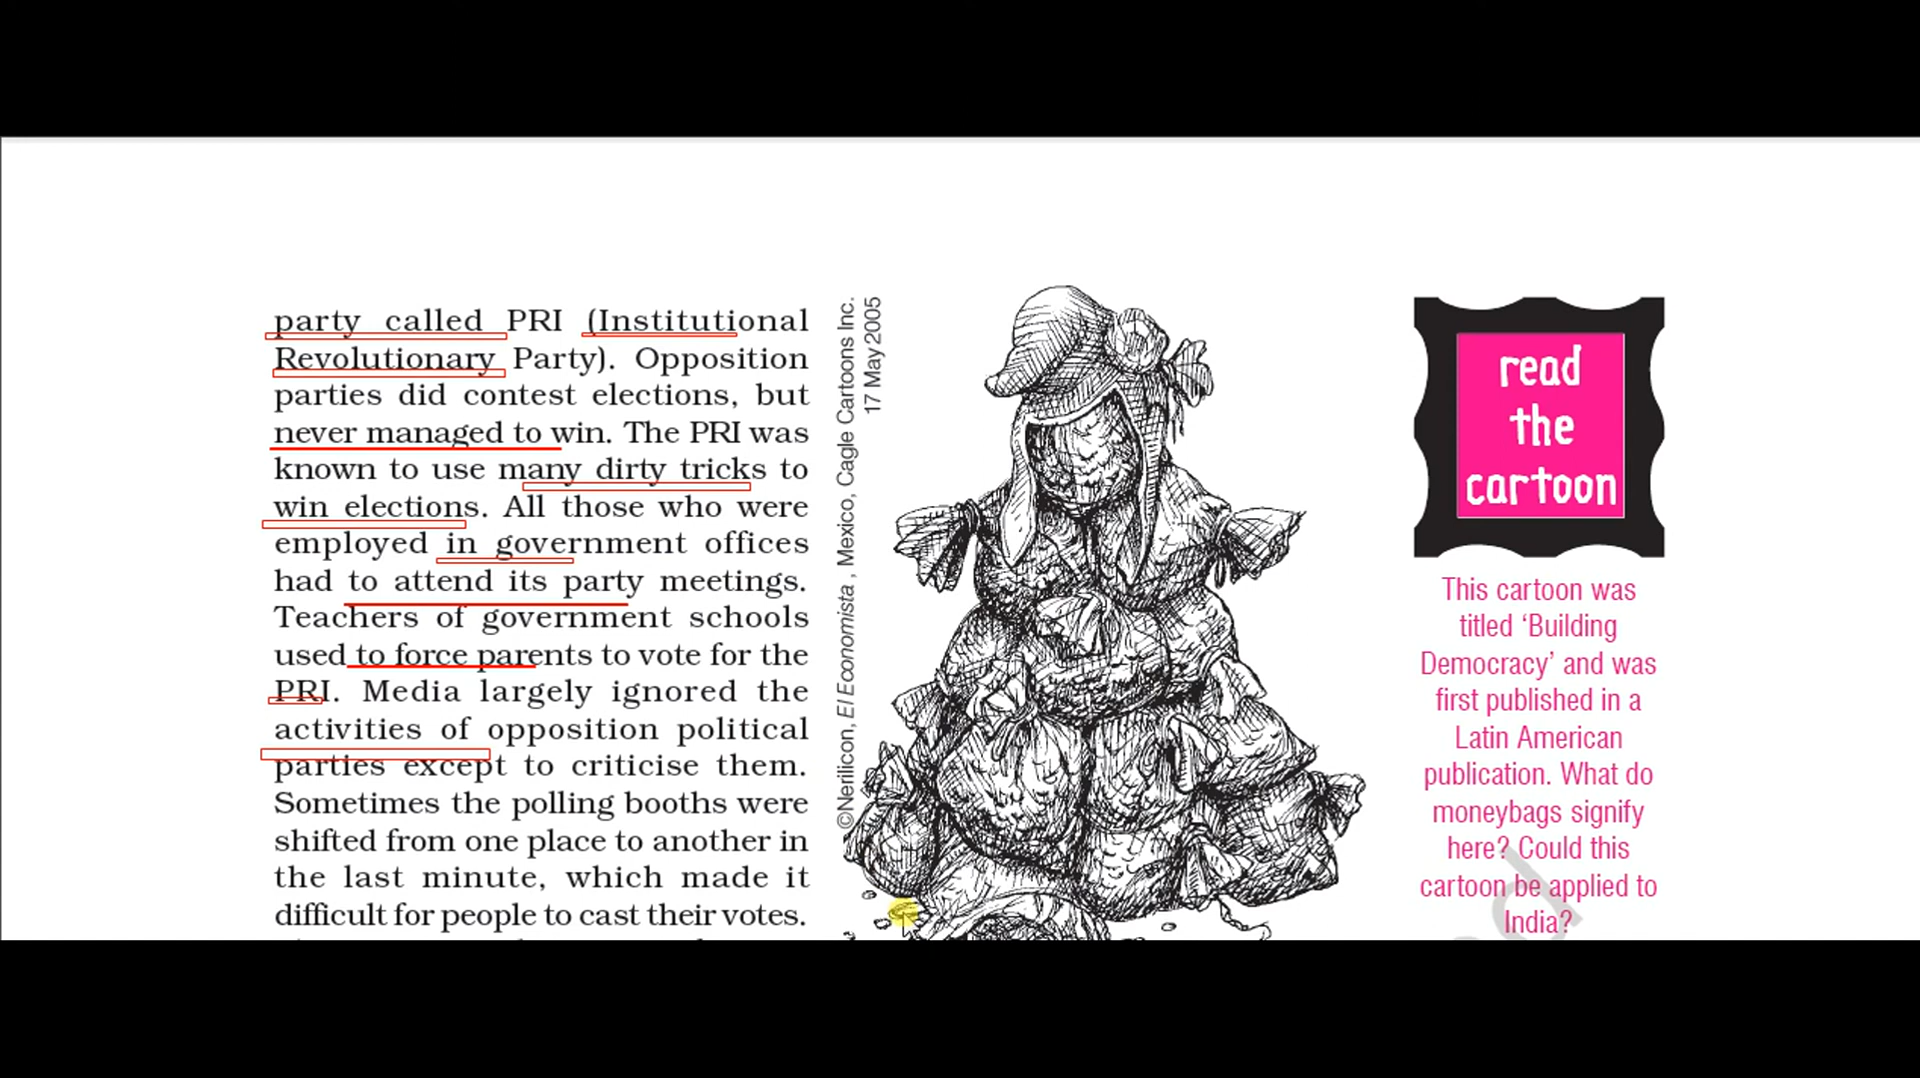 party called PRI (Institutional
Revolutionary Party). Opposition
parties did contest elections, but
never managed to win. The PRI was
known to use many dirty tricks to
win elections. All those who were
employed in government offices
had to attend its party meetings.
Teachers of government schools
used to force parents to vote for the
PRI. Media largely ignored the
activities of opposition political
parties except to criticise them.
Sometimes the polling booths were
shifted from one place to another in
the last minute, which made it
difficult for people to cast their votes.
©Nerilicon, El Economista , Mexico, Cagle Cartoons Inc.
17 May2005
read
the
cartoon
This cartoon was
titled ‘Building
Democracy’ and was
first published in a
Latin American
publication. What do
moneybags signify
here? Could this
cartoon be applied to
India?